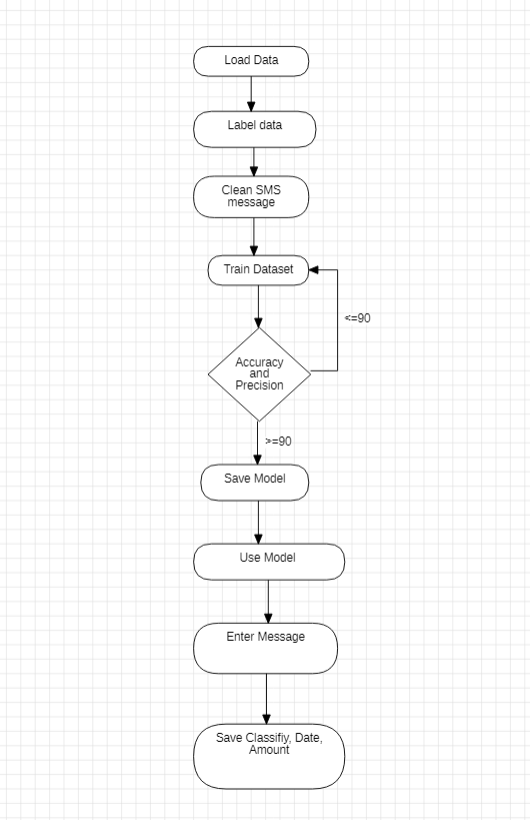 Load Data
Label data
Clean SMS
message
Train Dataset
<=90
Accuracy
and
Precision
>=90
Save Model
Use Model
Enter Message
Save Classifiy, Date,
Amount